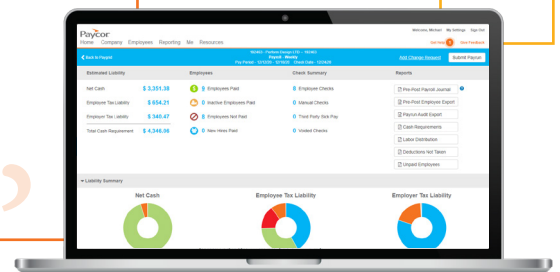 Paycor
Welcome, Michael My Settings Sign Out
Home Company Employees Reporting Me Resources
Get Help Give Feedback
Back to Payroll
Payroll - Weekly
Add Change Request
Submit Payrun
Estimated Liability Employees Check Summary Reports
Net Cash $ 3,351.38
8 Employees Paid
8 Employee Checks
Pre-Post Payroll Journal
Employee Tax Liability $ 654.21
0 Inactive Employees Paid
0 Manual Checks
Pre-Post Employee Export
Employer Tax Liability $ 340.47
Employees Not Paid
0 Third Party Sick Pay
Payrun Audit Export
Total Cash Requirement $ 4,346.06
0 New Hires Paid
0 Voided Checks
Cash Requirements
Labor Distribution
Deductions Not Taken
Unpaid Employees
Liability Summary
Net Cash Employee Tax Liability Employer Tax Liability